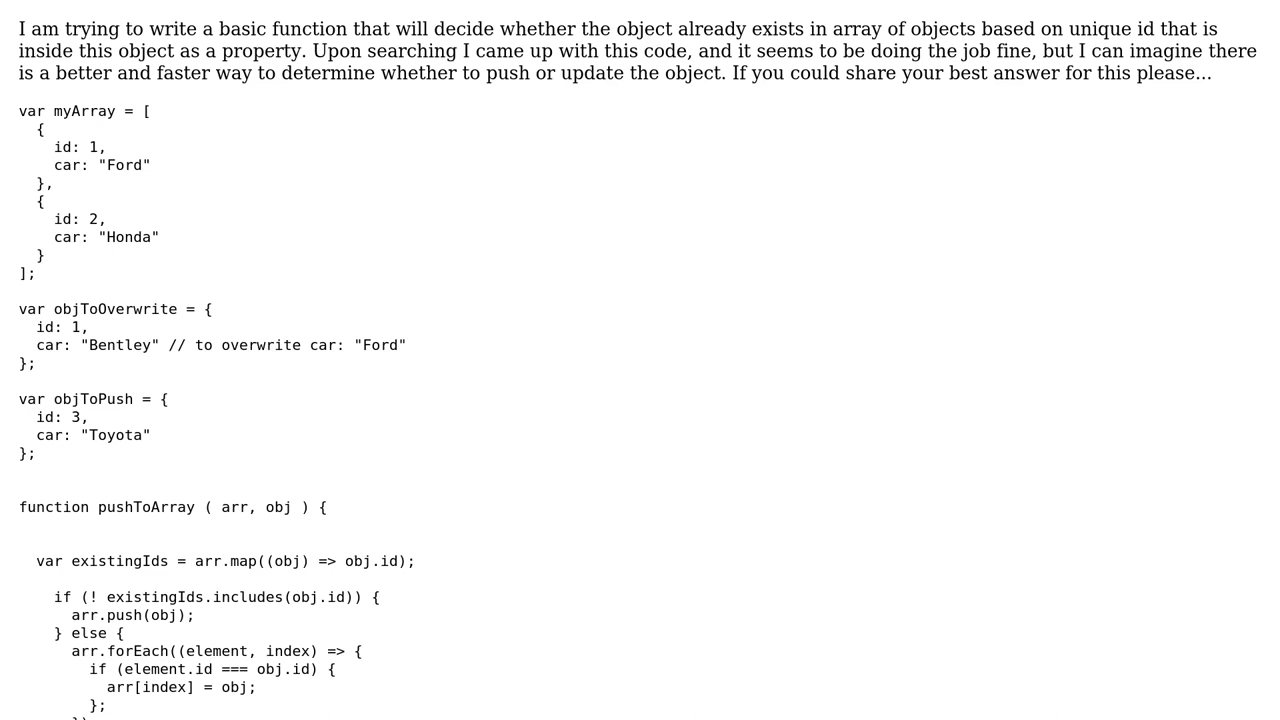 I am trying to write a basic function that will decide whether the object already exists in array of objects based on unique id that is
inside this object as a property. Upon searching I came up with this code, and it seems to be doing the job fine, but I can imagine there
is a better and faster way to determine whether to push or update the object. If you could share your best answer for this please...
var myArray = [
  {
    id: 1,
    car: "Ford"
  },
  {
    id: 2,
    car: "Honda"
  }
];
var objToOverwrite = {
  id: 1,
  car: "Bentley" // to overwrite car: "Ford"
};
var objToPush = {
  id: 3,
  car: "Toyota"
};
function pushToArray ( arr, obj ) {
  var existingIds = arr.map((obj) => obj.id);
    if (! existingIds.includes(obj.id)) {
      arr.push(obj);
    } else {
      arr.forEach((element, index) => {
        if (element.id === obj.id) {
          arr[index] = obj;
        };